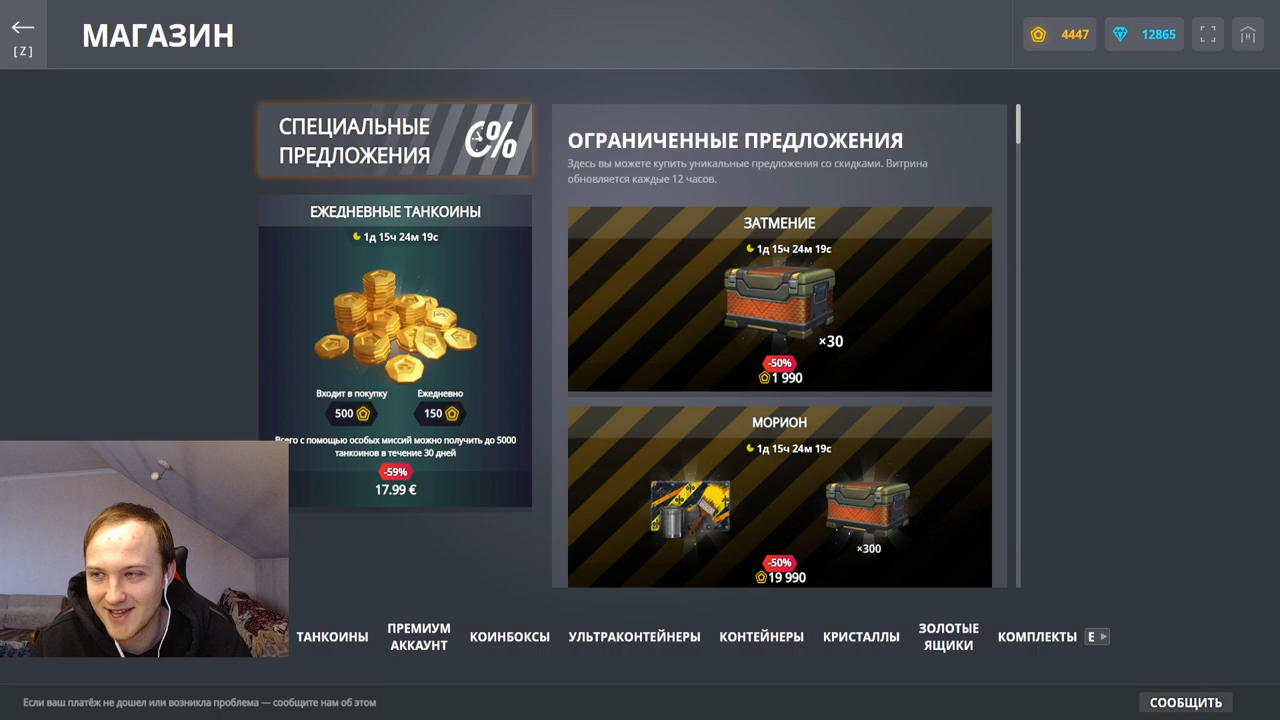 [Z]
МАГАЗИН
4447
12865
СПЕЦИАЛЬНЫЕ
ПРЕДЛОЖЕНИЯ
%
ЕЖЕДНЕВНЫЕ ТАНКОИНЫ
1д 15ч 24м 19с
Входит в покупку
Ежедневно
500
150
Всего с помощью особых миссий можно получить до 5000
танкоинов в течение 30 дней
-59%
17.99 €
ОГРАНИЧЕННЫЕ ПРЕДЛОЖЕНИЯ
Здесь вы можете купить уникальные предложения со скидками. Витрина
обновляется каждые 12 часов.
ЗАТМЕНИЕ
1д 15ч 24м 19с
×30
-50%
1 990
МОРИОН
1д 15ч 24м 19с
×300
-50%
19 990
ТАНКОИНЫ
ПРЕМИУМ
АККАУНТ
КОИНБОКСЫ
УЛЬТРАКОНТЕЙНЕРЫ
КОНТЕЙНЕРЫ
КРИСТАЛЛЫ
ЗОЛОТЫЕ
ЯЩИКИ
КОМПЛЕКТЫ
E
Если ваш платёж не дошел или возникла проблема — сообщите нам об этом
СООБЩИТЬ